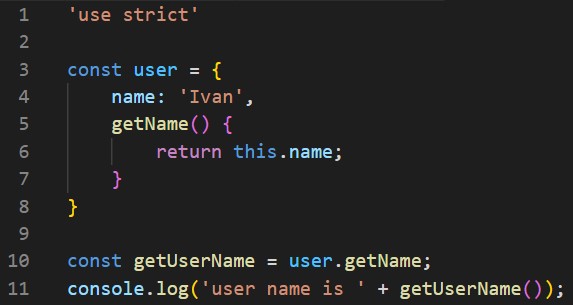 1 'use strict'
2
3 const user = {
4     name: 'Ivan',
5     getName() {
6         return this.name;
7     }
8 }
9
10 const getUserName = user.getName;
11 console.log('user name is ' + getUserName());